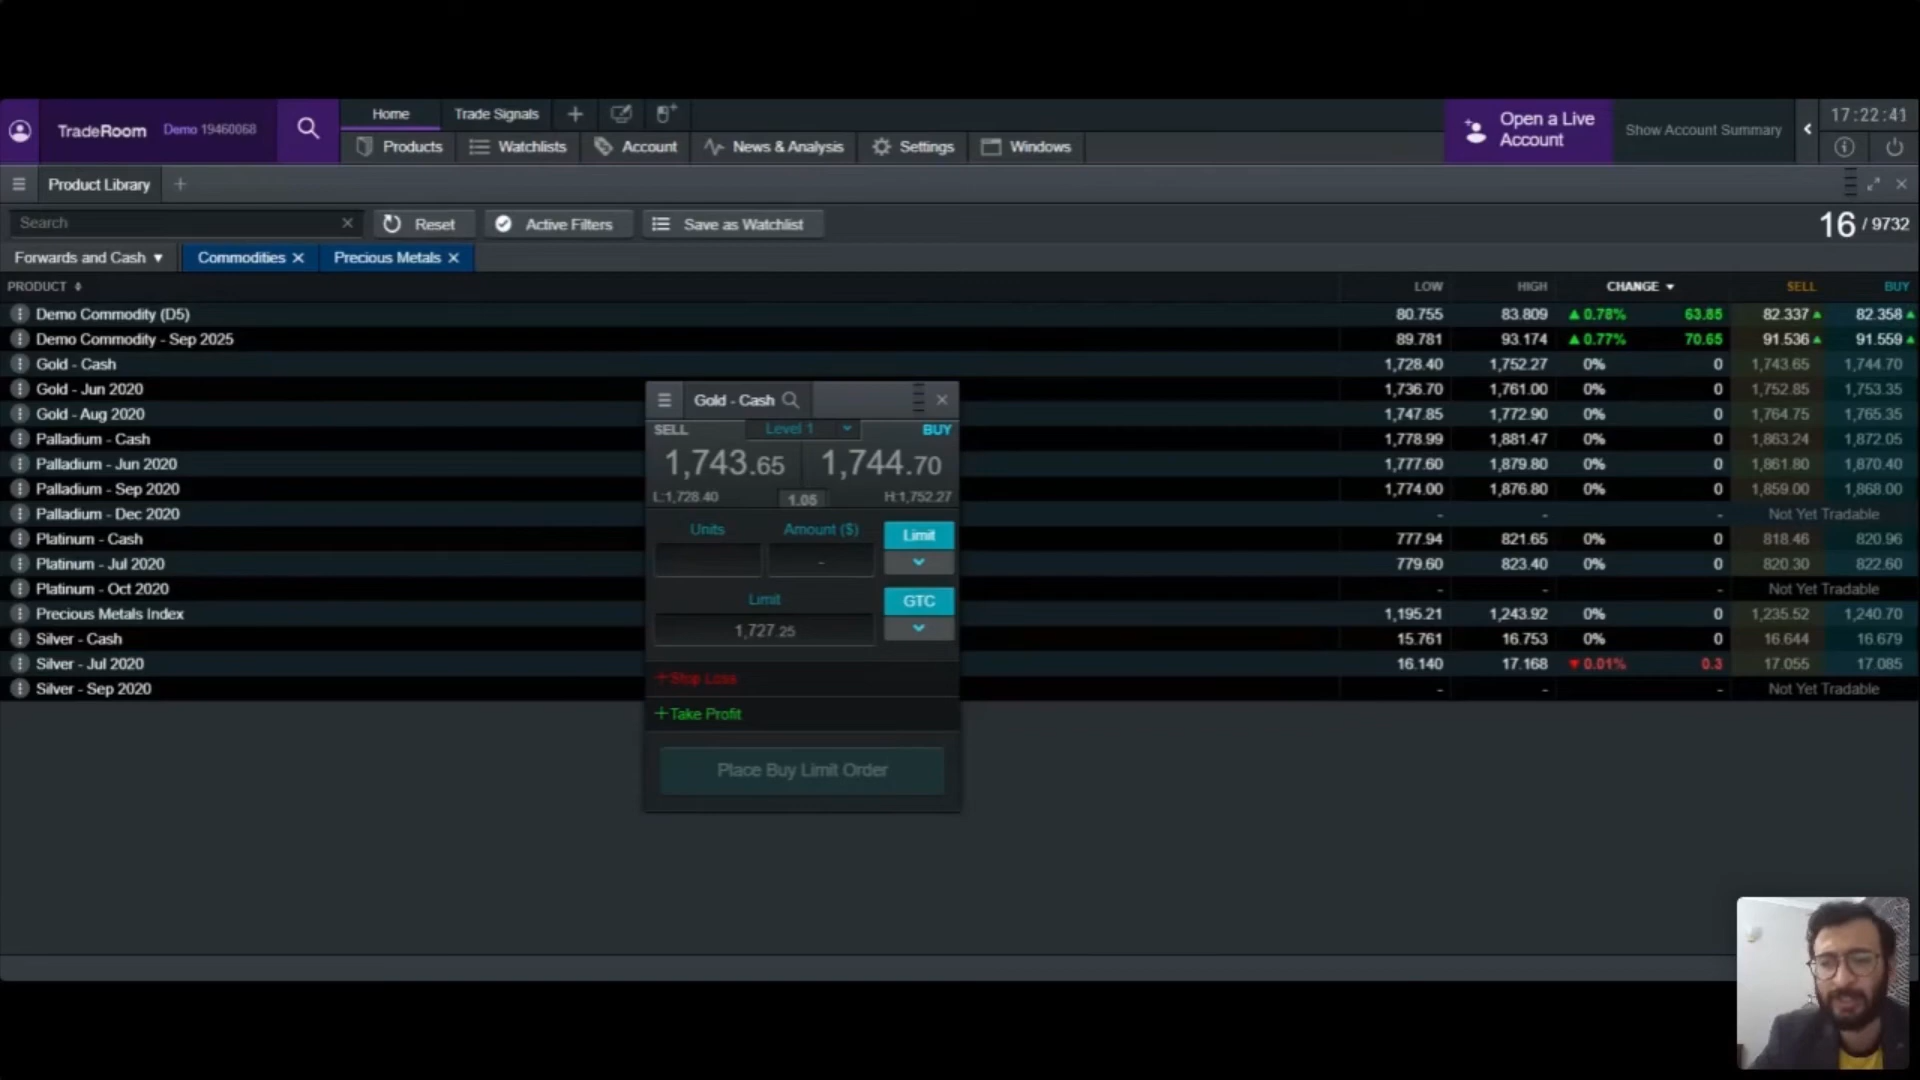 Home Trade Signals
TradeRoom Demo 19460068
Open a Live Account
Show Account Summary
17:22:41
Products Watchlists Account News & Analysis Settings Windows
Product Library
Search Reset Active Filters Save as Watchlist 16 / 9732
Forwards and Cash Commodities Precious Metals
PRODUCT LOW HIGH CHANGE SELL BUY
Demo Commodity (D5) 80.755 83.809 0.78% 63.85 82.337 82.358
Demo Commodity - Sep 2025 89.781 93.174 0.77% 70.65 91.536 91.559
Gold - Cash 1,728.40 1,752.27 0% 0 1,743.65 1,744.70
Gold - Jun 2020 1,736.70 1,761.00 0% 0 1,752.85 1,753.35
Gold - Aug 2020 1,747.85 1,772.90 0% 0 1,764.75 1,765.35
Palladium - Cash 1,778.99 1,881.47 0% 0 1,863.24 1,872.05
Palladium - Jun 2020 1,777.60 1,879.80 0% 0 1,861.80 1,870.40
Palladium - Sep 2020 1,774.00 1,876.80 0% 0 1,859.00 1,868.00
Palladium - Dec 2020 - - - Not Yet Tradable
Platinum - Cash 777.94 821.65 0% 0 818.46 820.96
Platinum - Jul 2020 779.60 823.40 0% 0 820.30 822.60
Platinum - Oct 2020 - - - Not Yet Tradable
Precious Metals Index 1,195.21 1,243.92 0% 0 1,235.52 1,240.70
Silver - Cash 15.761 16.753 0% 0 16.644 16.679
Silver - Jul 2020 16.140 17.168 0.01% 0.3 17.055 17.085
Silver - Sep 2020 - - - Not Yet Tradable
Gold - Cash
SELL Level 1 BUY
1,743.65 1,744.70
L:1,728.40 1.05 H:1,752.27
Units Amount ($) Limit
-
Limit GTC
1,727.25
+Stop Loss
+Take Profit
Place Buy Limit Order